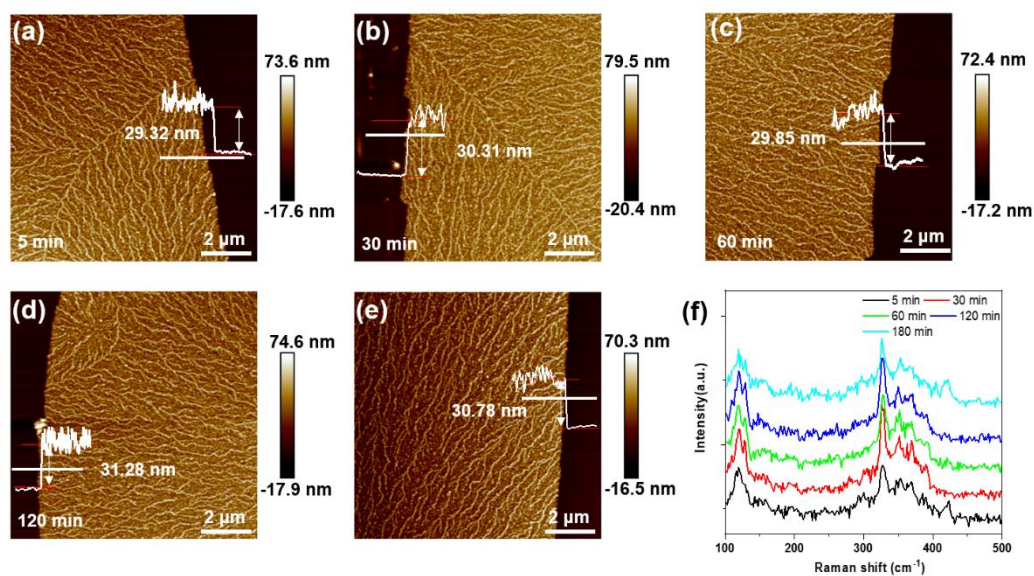 (a)
73.6 nm
29.32 nm
-17.6 nm
5 min
2 μm
(b)
79.5 nm
30.31 nm
-20.4 nm
30 min
2 μm
(c)
72.4 nm
29.85 nm
-17.2 nm
60 min
2 μm
(d)
74.6 nm
31.28 nm
-17.9 nm
120 min
2 μm
(e)
70.3 nm
30.78 nm
-16.5 nm
2 μm
(f)
5 min 30 min
60 min 120 min
180 min
Intensity(a.u.)
100 200 300 400 500
Raman shift (cm⁻¹)